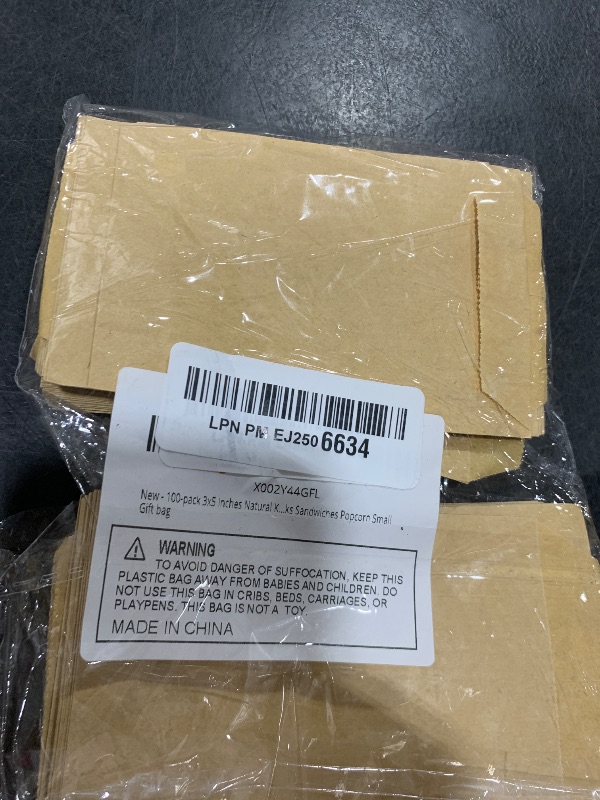 LPN PM EJ250 6634
X002Y44GFL
New - 100-pack 3x5 Inches Natural K...ks Sandwiches Popcorn Small
Gift bag
WARNING
TO AVOID DANGER OF SUFFOCATION, KEEP THIS
PLASTIC BAG AWAY FROM BABIES AND CHILDREN. DO
NOT USE THIS BAG IN CRIBS, BEDS, CARRIAGES, OR
PLAYPENS. THIS BAG IS NOT A TOY.
MADE IN CHINA